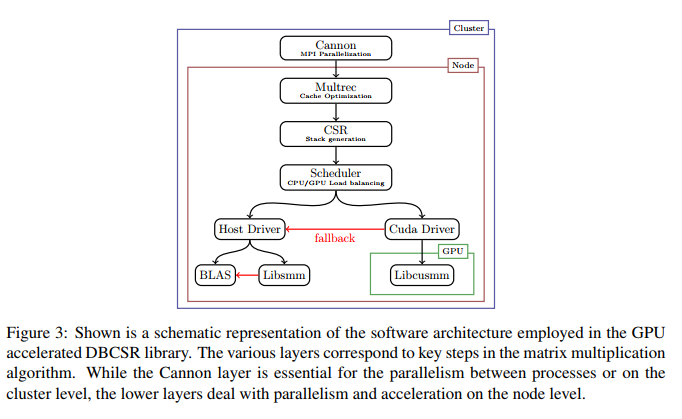 Cluster
Cannon
MPI Parallelization
Node
Multrec
Cache Optimization
CSR
Stack generation
Scheduler
CPU/GPU Load balancing
Host Driver
fallback
Cuda Driver
GPU
BLAS
Libsmm
Libcusmm
Figure 3: Shown is a schematic representation of the software architecture employed in the GPU
accelerated DBCSR library. The various layers correspond to key steps in the matrix multiplication
algorithm. While the Cannon layer is essential for the parallelism between processes or on the
cluster level, the lower layers deal with parallelism and acceleration on the node level.